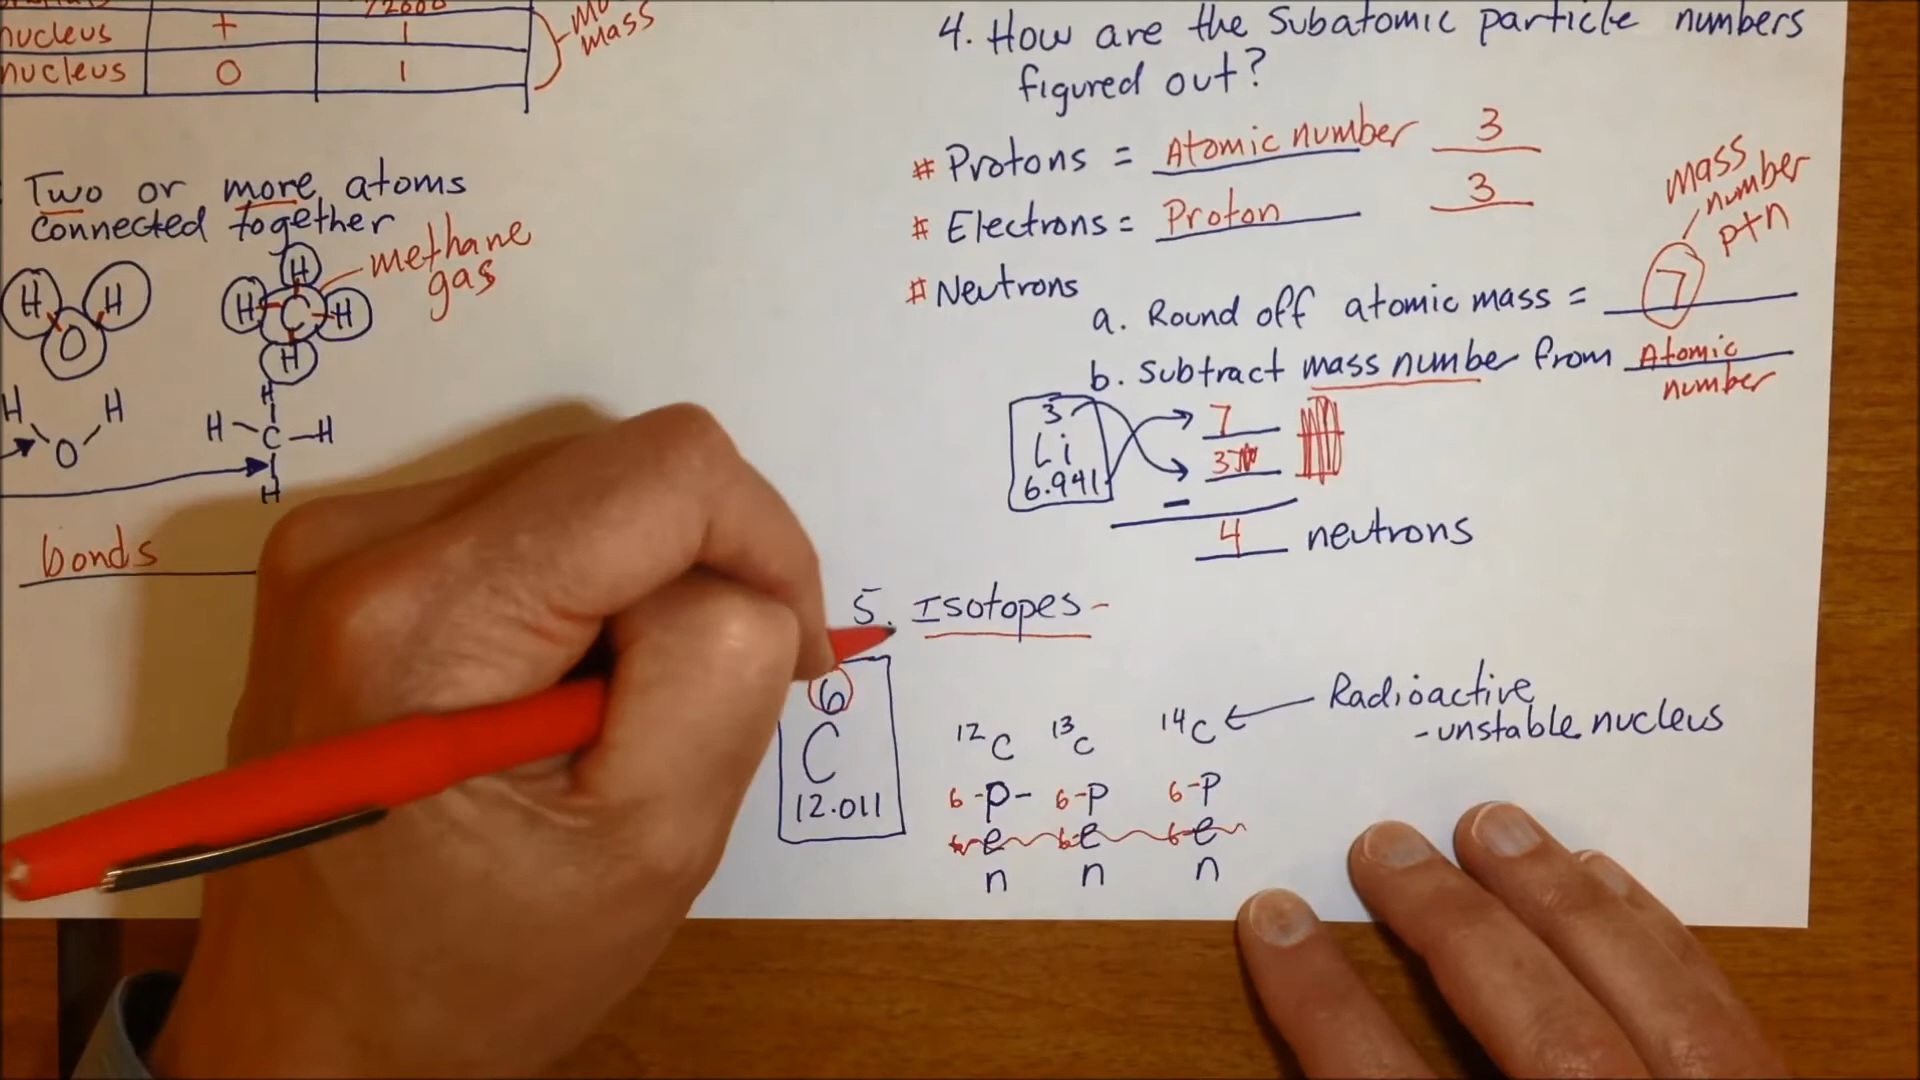 nucleus + 1
nucleus 0 1
mass
Two or more atoms
connected together
methane
gas
H H
O
H
H C H
H
H H
O
H
H - C - H
H
bonds
4. How are the Subatomic particle numbers
figured out?
# Protons = Atomic number 3
# Electrons = Proton 3
# Neutrons
mass
number
p+n
a. Round off atomic mass = 7
b. Subtract mass number from Atomic
number
3
Li
6.941
7
3
-
4 neutrons
5. Isotopes -
6
C
12.011
12C 13C 14C ← Radioactive
- unstable nucleus
6-p- 6-p 6-p
e 6-e 6-e
n n n